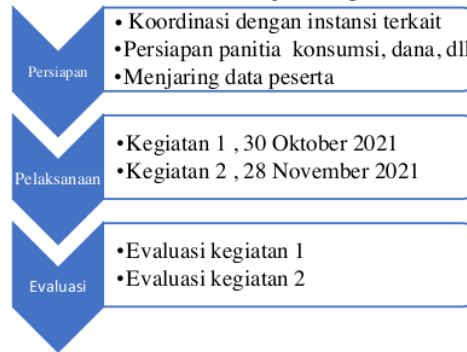 Persiapan
• Koordinasi dengan instansi terkait
•Persiapan panitia konsumsi, dana, dll
•Menjaring data peserta
Pelaksanaan
•Kegiatan 1 , 30 Oktober 2021
•Kegiatan 2 , 28 November 2021
Evaluasi
•Evaluasi kegiatan 1
•Evaluasi kegiatan 2